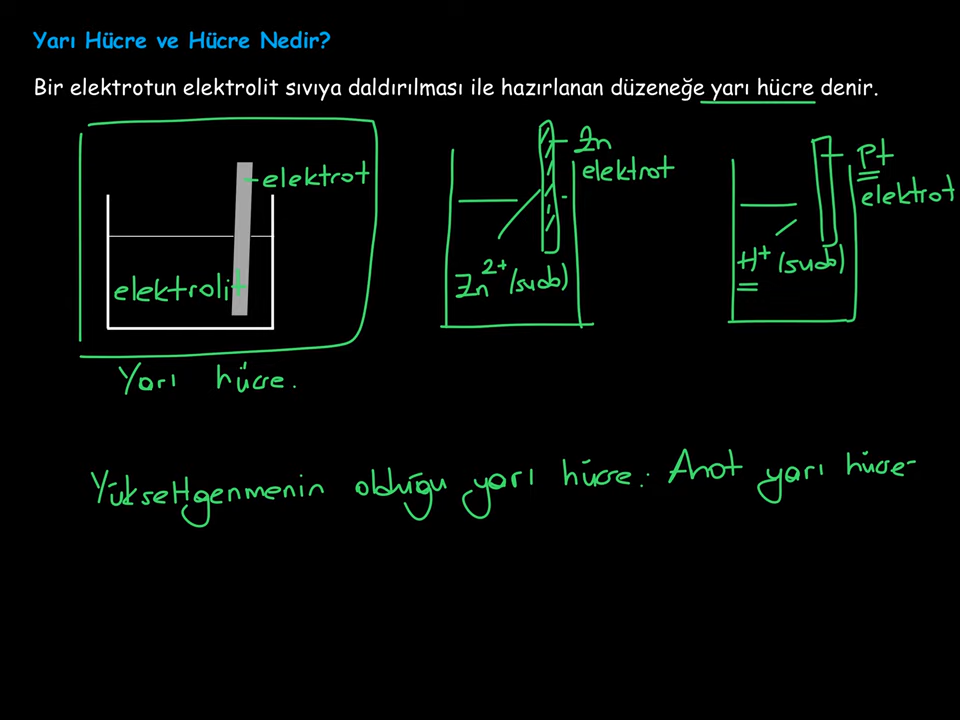 Yarı Hücre ve Hücre Nedir?
Bir elektrotun elektrolit sıvıya daldırılması ile hazırlanan düzeneğe yarı hücre denir.
elektrot
elektrolit
Yarı hücre.
Zn
elektrot
Zn²⁺(suda)
Pt
elektrot
H⁺(suda)
Yükseltgenmenin olduğu yarı hücre: Anot yarı hücre